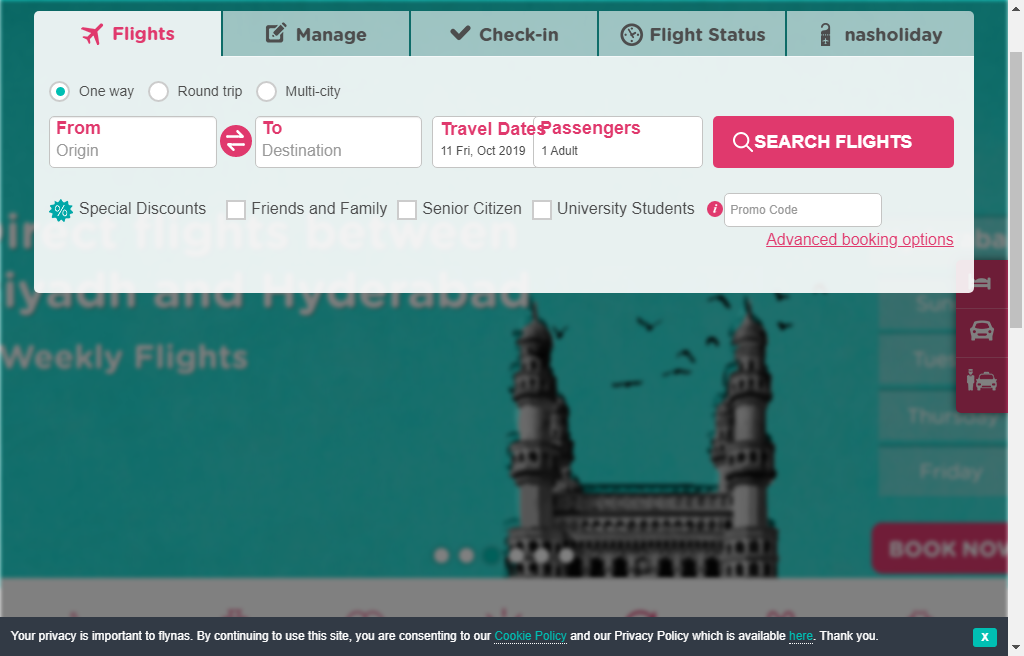 Flights
Manage
Check-in
Flight Status
nasholiday
One way
Round trip
Multi-city
From
Origin
To
Destination
Travel Dates
11 Fri, Oct 2019
Passengers
1 Adult
SEARCH FLIGHTS
Special Discounts
Friends and Family
Senior Citizen
University Students
Promo Code
Advanced booking options
irect flights between
iyadh and Hyderabad
Weekly Flights
Sun
Tues
Thursday
Friday
BOOK NOW
Your privacy is important to flynas. By continuing to use this site, you are consenting to our Cookie Policy and our Privacy Policy which is available here. Thank you.
X